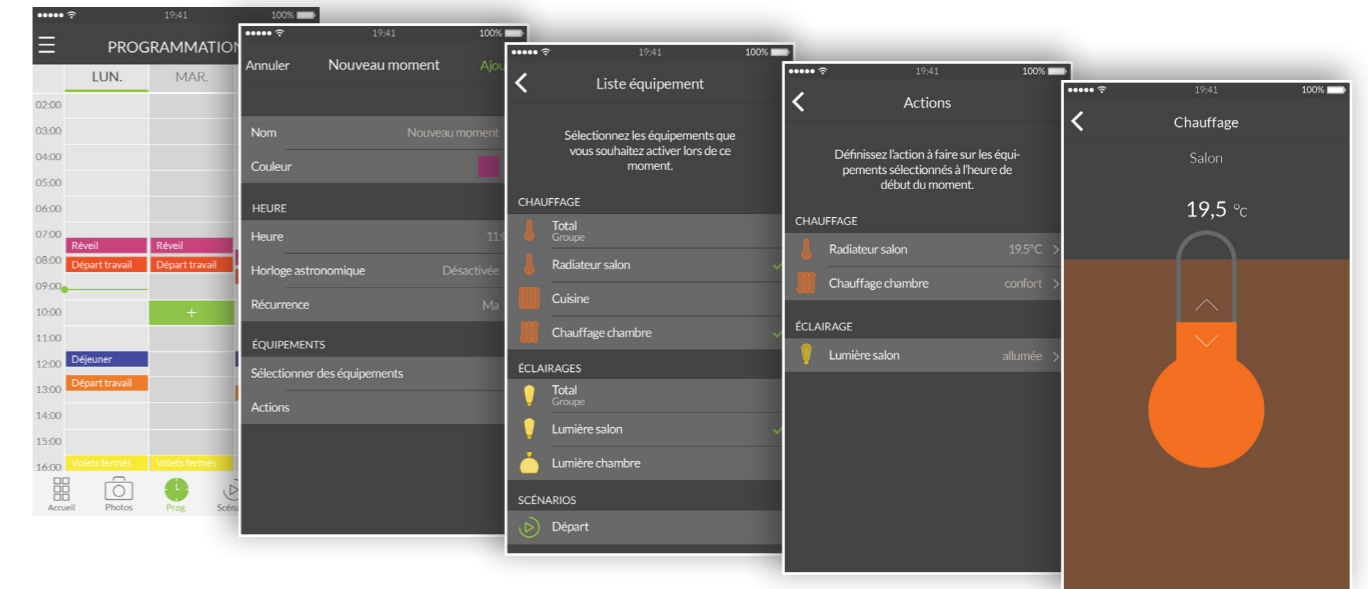 19:41 100%
PROGRAMMATION
LUN. MAR.
02:00
03:00
04:00
05:00
06:00
07:00
Réveil Réveil
08:00 Départ travail Départ travail
09:00
10:00 +
11:00
12:00 Déjeuner
13:00 Départ travail
14:00
15:00
16:00 Volets fermés Volets fermés
Accueil Photos Prog. Scéna
19:41 100%
Annuler Nouveau moment Ajou
Nom Nouveau moment
Couleur
HEURE
Heure 11:0
Horloge astronomique Désactivée
Récurrence Ma
ÉQUIPEMENTS
Sélectionner des équipements
Actions
19:41 100%
Liste équipement
Sélectionnez les équipements que
vous souhaitez activer lors de ce
moment.
CHAUFFAGE
Total
Groupe
Radiateur salon
Cuisine
Chauffage chambre
ÉCLAIRAGES
Total
Groupe
Lumière salon
Lumière chambre
SCÉNARIOS
Départ
19:41 100%
Actions
Définissez l'action à faire sur les équi-
pements sélectionnés à l'heure de
début du moment.
CHAUFFAGE
Radiateur salon 19.5°C
Chauffage chambre confort
ÉCLAIRAGE
Lumière salon allumée
19:41 100%
Chauffage
Salon
19,5 °C